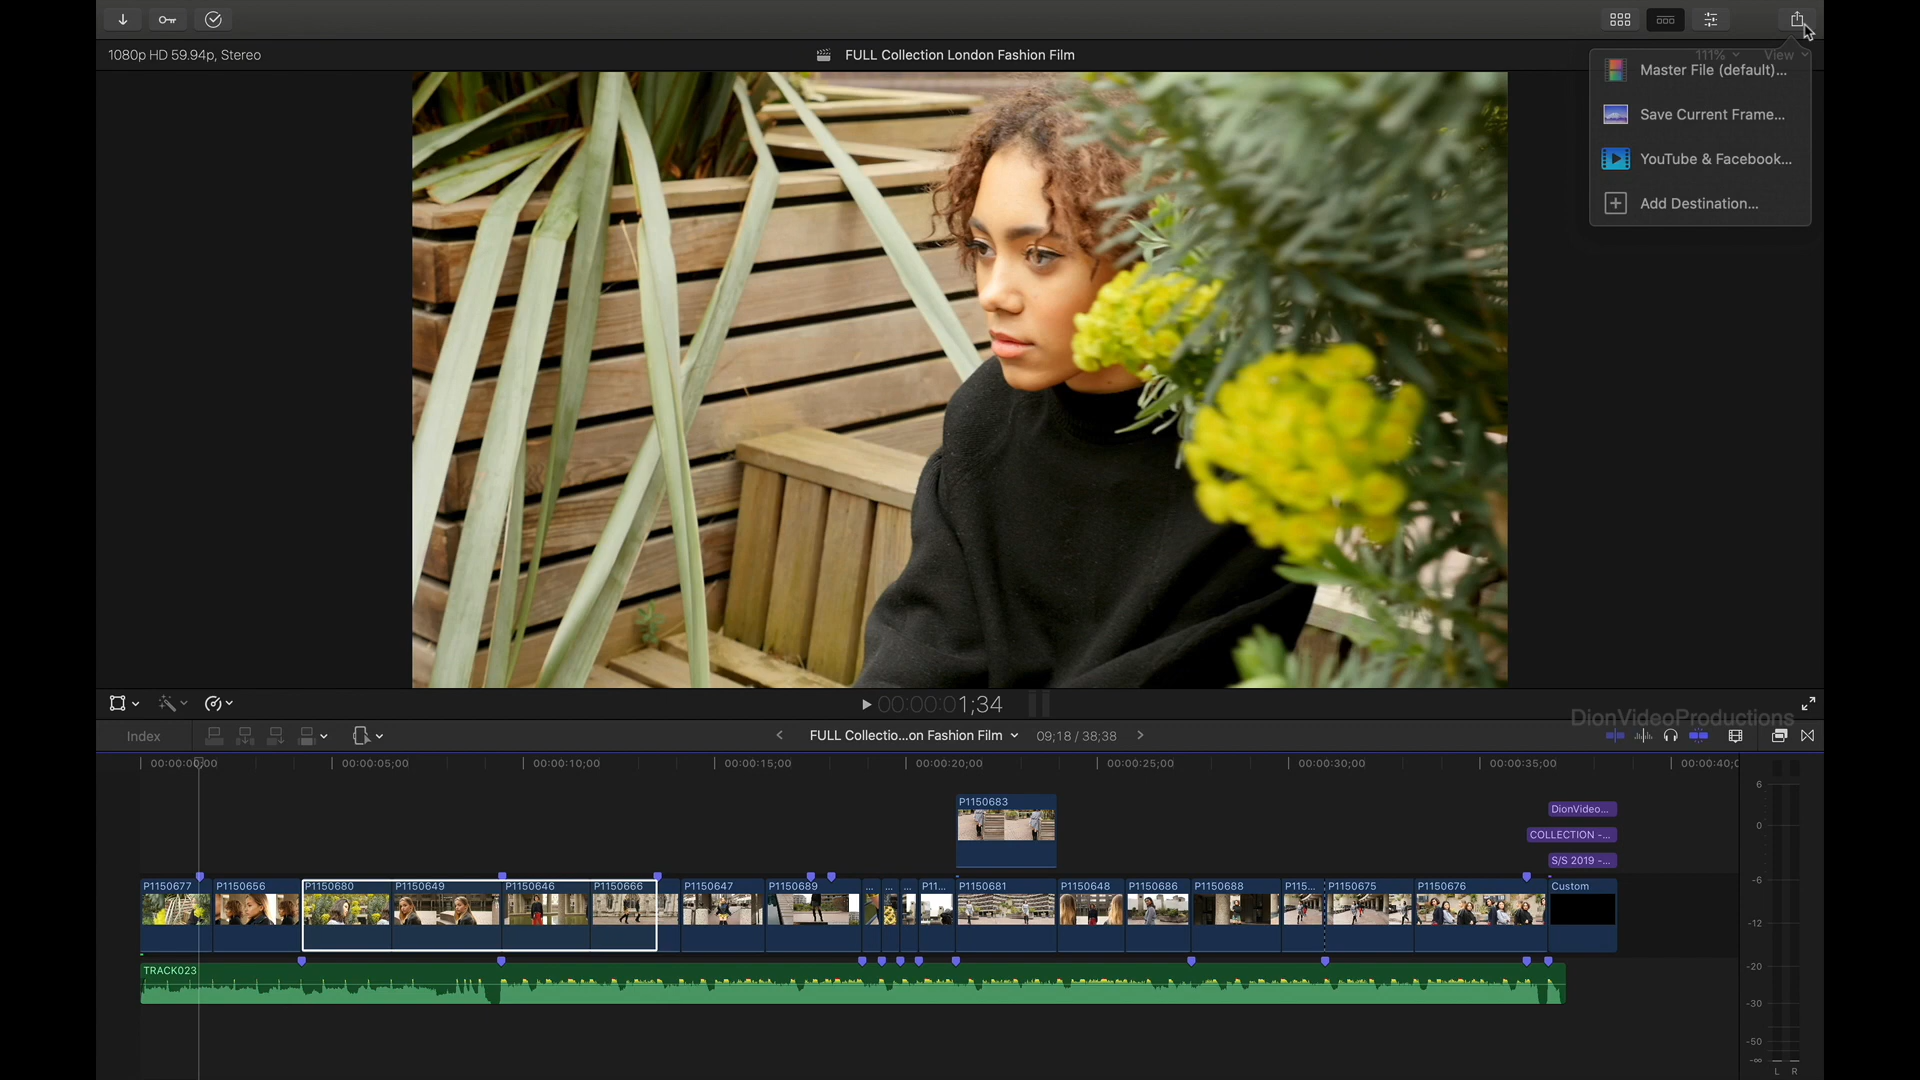 1080p HD 59.94p, Stereo
FULL Collection London Fashion Film
111%
View
Master File (default)...
Save Current Frame...
YouTube & Facebook...
Add Destination...
00:00:01;34
DionVideoProductions
Index
FULL Collectio...on Fashion Film
09;18 / 38;38
00:00:00;00
00:00:05;00
00:00:10;00
00:00:15;00
00:00:20;00
00:00:25;00
00:00:30;00
00:00:35;00
00:00:40;0
P1150683
DionVideo...
COLLECTION -...
S/S 2019 -...
P1150677
P1150656
P1150680
P1150649
P1150646
P1150666
P1150647
P1150689
...
...
...
P11...
P1150681
P1150648
P1150686
P1150688
P115...
P1150675
P1150676
Custom
TRACK023
6
0
-6
-12
-20
-30
-50
-∞
L
R